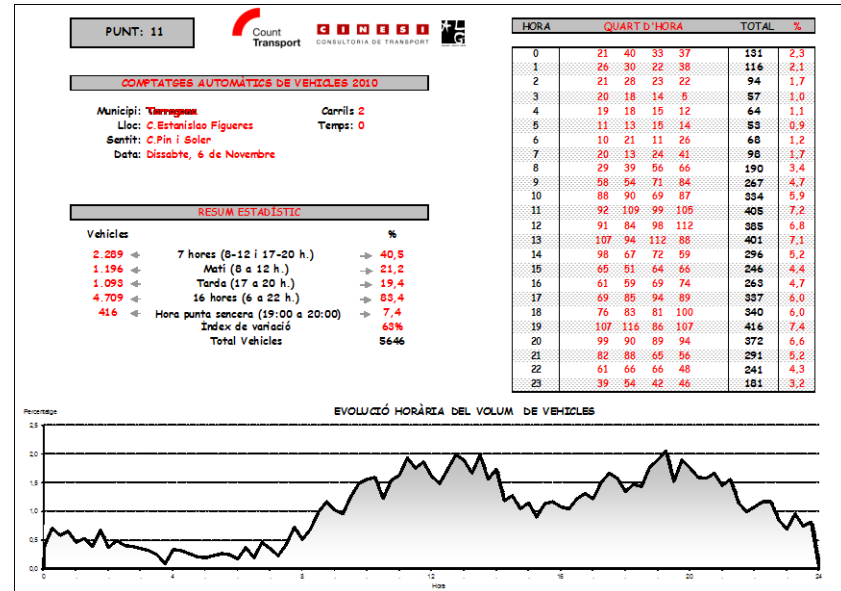 PUNT: 11
Count
Transport
CINESI
CONSULTORIA DE TRANSPORT
COMPTATGES AUTOMÀTICS DE VEHICLES 2010
Municipi: Tarragona Carrils 2
Lloc: C.Estanislao Figueres Temps: 0
Sentit: C.Pin i Soler
Data: Dissabte, 6 de Novembre
RESUM ESTADÍSTIC
Vehicles %
2.289 7 hores (8-12 i 17-20 h.) 40,5
1.196 Matí (8 a 12 h.) 21,2
1.093 Tarda (17 a 20 h.) 19,4
4.709 16 hores (6 a 22 h.) 83,4
416 Hora punta sencera (19:00 a 20:00) 7,4
Índex de variació 63%
Total Vehicles 5646
HORA QUART D'HORA TOTAL %
0 21 40 33 37 131 2,3
1 26 30 22 38 116 2,1
2 21 28 23 22 94 1,7
3 20 18 14 5 57 1,0
4 19 18 15 12 64 1,1
5 11 13 15 14 53 0,9
6 10 21 11 26 68 1,2
7 20 13 24 41 98 1,7
8 29 39 56 66 190 3,4
9 58 54 71 84 267 4,7
10 88 90 69 87 334 5,9
11 92 109 99 105 405 7,2
12 91 84 98 112 385 6,8
13 107 94 112 88 401 7,1
14 98 67 72 59 296 5,2
15 65 51 64 66 246 4,4
16 61 59 69 74 263 4,7
17 69 85 94 89 337 6,0
18 76 83 81 100 340 6,0
19 107 116 86 107 416 7,4
20 99 90 89 94 372 6,6
21 82 88 65 56 291 5,2
22 61 66 66 48 241 4,3
23 39 54 42 46 181 3,2
Percentatge
EVOLUCIÓ HORÀRIA DEL VOLUM DE VEHICLES
2,5
2,0
1,5
1,0
0,5
0,0
0 4 8 12 16 20 24
Hora